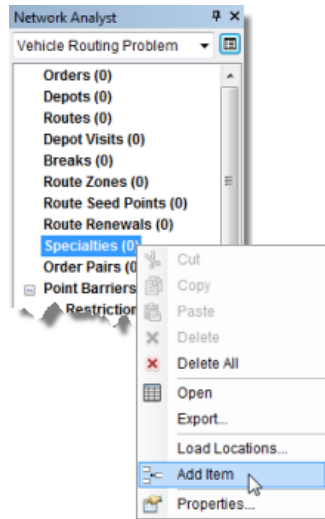 Network Analyst
Vehicle Routing Problem
Orders (0)
Depots (0)
Routes (0)
Depot Visits (0)
Breaks (0)
Route Zones (0)
Route Seed Points (0)
Route Renewals (0)
Specialties (0)
Order Pairs (0
Point Barriers
Restriction
Cut
Copy
Paste
Delete
Delete All
Open
Export...
Load Locations...
Add Item
Properties...